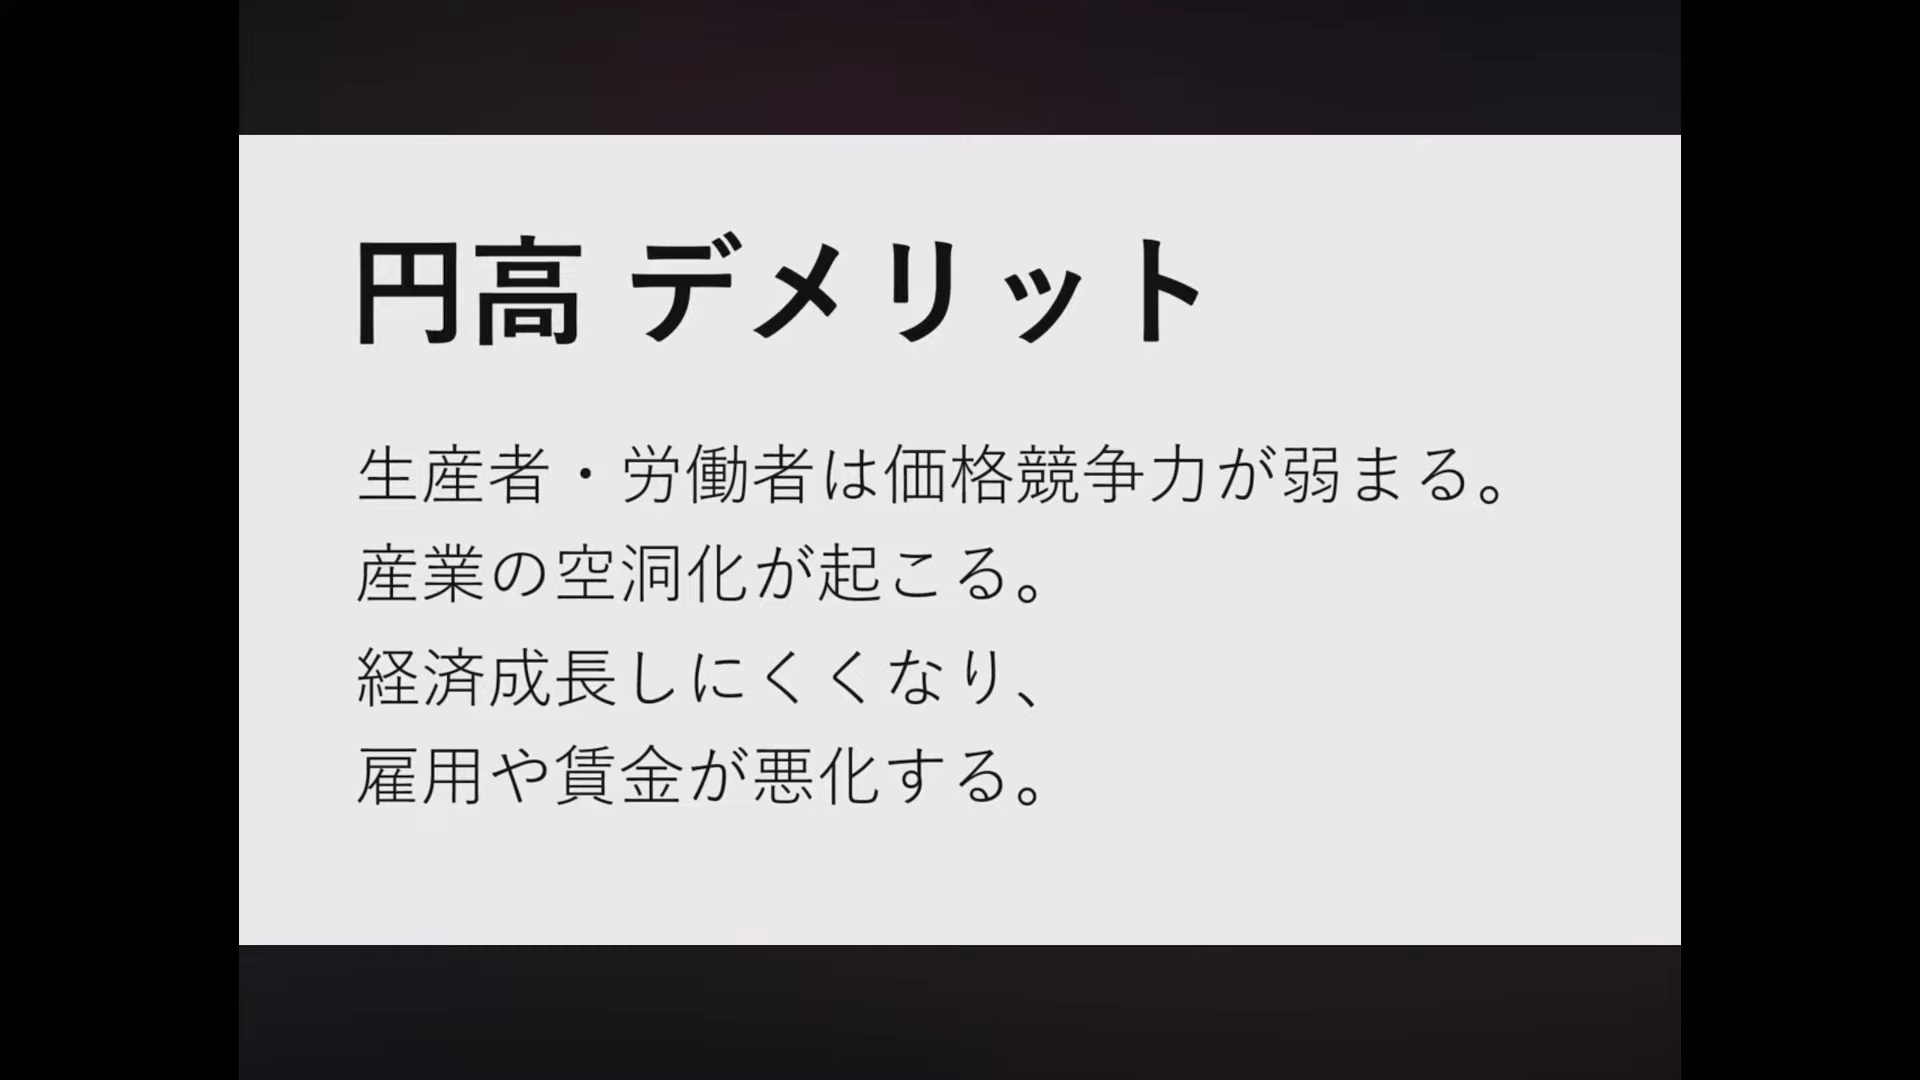 円高 デメリット
生産者・労働者は価格競争力が弱まる。
産業の空洞化が起こる。
経済成長しにくくなり、
雇用や賃金が悪化する。